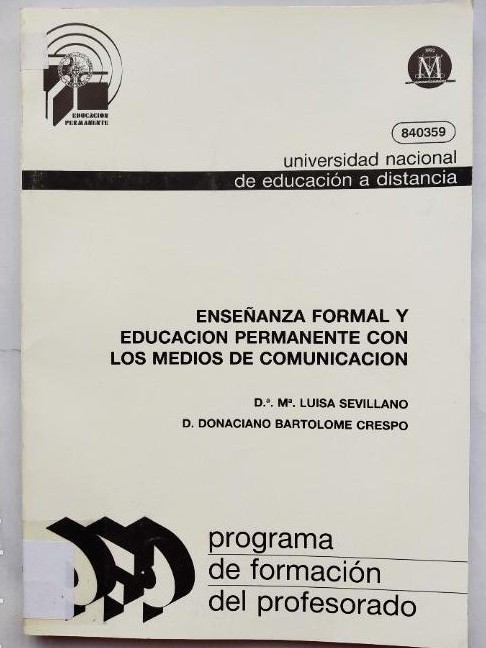 EDUCACION
PERMANENTE
M
840359
universidad nacional
de educación a distancia
ENSEÑANZA FORMAL Y
EDUCACION PERMANENTE CON
LOS MEDIOS DE COMUNICACION
D.ª. Mª. LUISA SEVILLANO
D. DONACIANO BARTOLOME CRESPO
programa
de formación
del profesorado